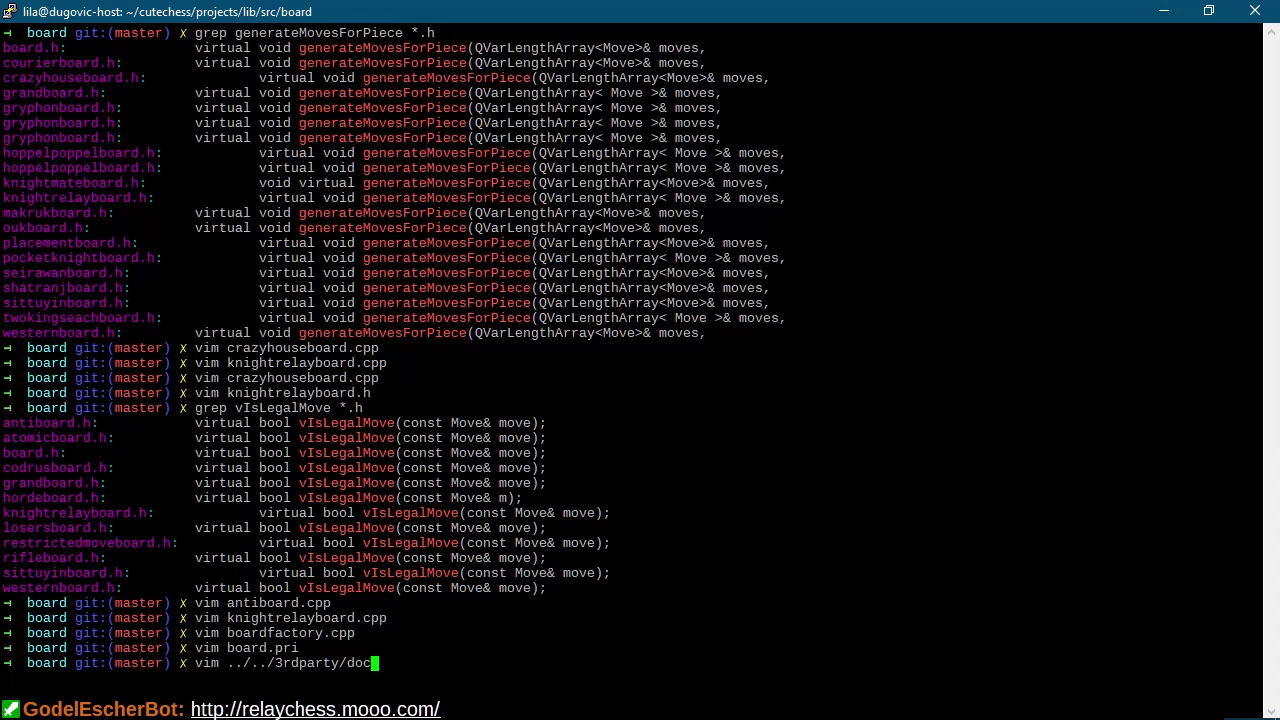 lila@dugovic-host: ~/cutechess/projects/lib/src/board
board git:(master) ✗ grep generateMovesForPiece *.h
board.h: virtual void generateMovesForPiece(QVarLengthArray<Move>& moves,
courierboard.h: virtual void generateMovesForPiece(QVarLengthArray<Move>& moves,
crazyhouseboard.h: virtual void generateMovesForPiece(QVarLengthArray<Move>& moves,
grandboard.h: virtual void generateMovesForPiece(QVarLengthArray< Move >& moves,
gryphonboard.h: virtual void generateMovesForPiece(QVarLengthArray< Move >& moves,
gryphonboard.h: virtual void generateMovesForPiece(QVarLengthArray< Move >& moves,
gryphonboard.h: virtual void generateMovesForPiece(QVarLengthArray< Move >& moves,
hoppelpoppelboard.h: virtual void generateMovesForPiece(QVarLengthArray< Move >& moves,
hoppelpoppelboard.h: virtual void generateMovesForPiece(QVarLengthArray< Move >& moves,
knightmateboard.h: void virtual generateMovesForPiece(QVarLengthArray<Move>& moves,
knightrelayboard.h: virtual void generateMovesForPiece(QVarLengthArray< Move >& moves,
makrukboard.h: virtual void generateMovesForPiece(QVarLengthArray<Move>& moves,
oukboard.h: virtual void generateMovesForPiece(QVarLengthArray<Move>& moves,
placementboard.h: virtual void generateMovesForPiece(QVarLengthArray<Move>& moves,
pocketknightboard.h: virtual void generateMovesForPiece(QVarLengthArray< Move >& moves,
seirawanboard.h: virtual void generateMovesForPiece(QVarLengthArray<Move>& moves,
shatranjboard.h: virtual void generateMovesForPiece(QVarLengthArray<Move>& moves,
sittuyinboard.h: virtual void generateMovesForPiece(QVarLengthArray<Move>& moves,
twokingseachboard.h: virtual void generateMovesForPiece(QVarLengthArray< Move >& moves,
westernboard.h: virtual void generateMovesForPiece(QVarLengthArray<Move>& moves,
board git:(master) ✗ vim crazyhouseboard.cpp
board git:(master) ✗ vim knightrelayboard.cpp
board git:(master) ✗ vim crazyhouseboard.cpp
board git:(master) ✗ vim knightrelayboard.h
board git:(master) ✗ grep vIsLegalMove *.h
antiboard.h: virtual bool vIsLegalMove(const Move& move);
atomicboard.h: virtual bool vIsLegalMove(const Move& move);
board.h: virtual bool vIsLegalMove(const Move& move);
codrusboard.h: virtual bool vIsLegalMove(const Move& move);
grandboard.h: virtual bool vIsLegalMove(const Move& move);
hordeboard.h: virtual bool vIsLegalMove(const Move& m);
knightrelayboard.h: virtual bool vIsLegalMove(const Move& move);
losersboard.h: virtual bool vIsLegalMove(const Move& move);
restrictedmoveboard.h: virtual bool vIsLegalMove(const Move& move);
rifleboard.h: virtual bool vIsLegalMove(const Move& move);
sittuyinboard.h: virtual bool vIsLegalMove(const Move& move);
westernboard.h: virtual bool vIsLegalMove(const Move& move);
board git:(master) ✗ vim antiboard.cpp
board git:(master) ✗ vim knightrelayboard.cpp
board git:(master) ✗ vim boardfactory.cpp
board git:(master) ✗ vim board.pri
board git:(master) ✗ vim ../../3rdparty/doc
GodelEscherBot: http://relaychess.mooo.com/